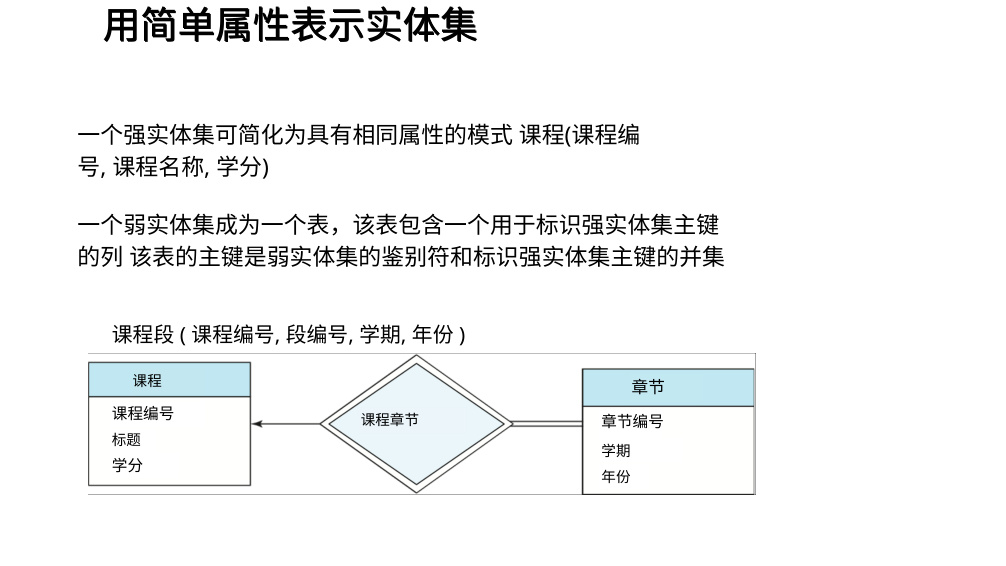 用简单属性表示实体集
一个强实体集可简化为具有相同属性的模式 课程(课程编
号, 课程名称, 学分)
一个弱实体集成为一个表，该表包含一个用于标识强实体集主键
的列 该表的主键是弱实体集的鉴别符和标识强实体集主键的并集
课程段 ( 课程编号, 段编号, 学期, 年份 )
课程
课程编号
标题
学分
课程章节
章节
章节编号
学期
年份